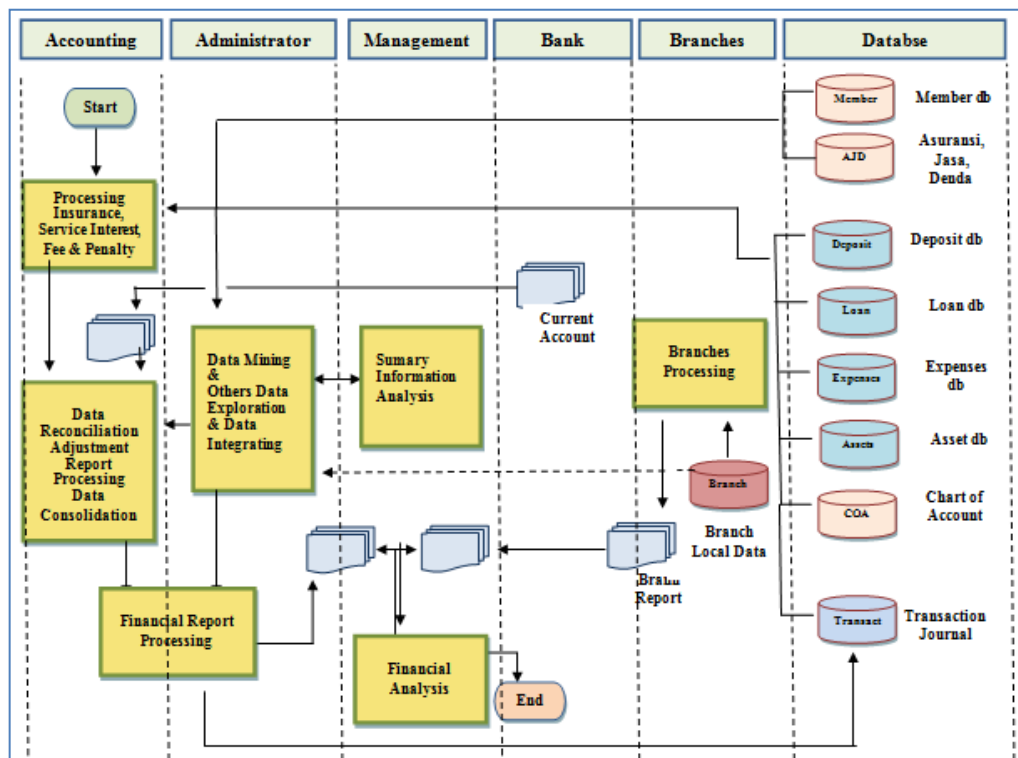 Accounting
Administrator
Management
Bank
Branches
Databse
Start
Member
Member db
AJD
Asuransi,
Jasa,
Denda
Processing
Insurance,
Service Interest,
Fee & Penalty
Deposit
Deposit db
Current
Account
Loan
Loan db
Data Mining
&
Others Data
Exploration
& Data
Integrating
Sumary
Information
Analysis
Branches
Processing
Expenses
Expenses
db
Data
Reconciliation
Adjustment
Report
Processing
Data
Consolidation
Assets
Asset db
Branch
Branch
Local Data
COA
Chart of
Account
Report
Financial Report
Processing
Transact
Transaction
Journal
Financial
Analysis
End